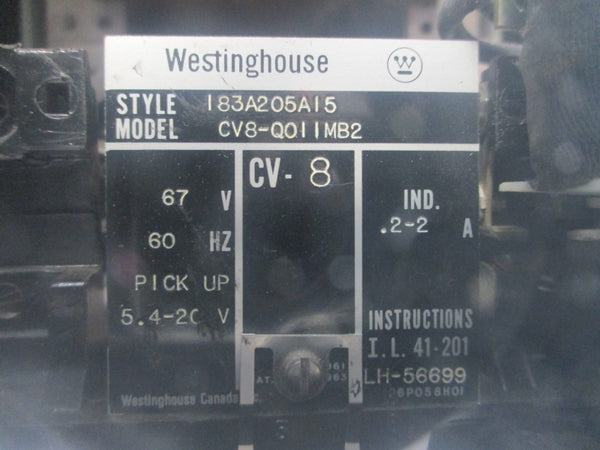 Westinghouse W
STYLE 183A205A15
MODEL CV8-Q011MB2
CV-8
67 V
60 HZ
PICK UP
5.4-20 V
IND.
.2-2 A
INSTRUCTIONS
I.L. 41-201
LH-56699
Westinghouse Canada